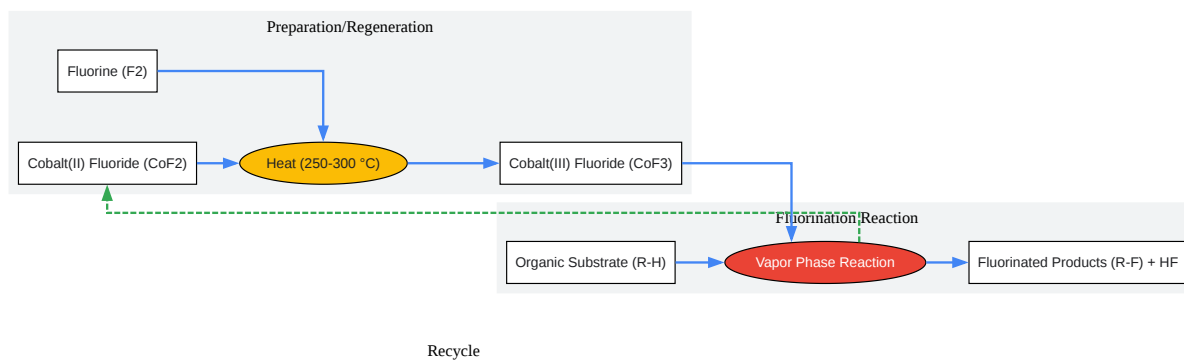 Preparation/Regeneration
Fluorine (F2)
Cobalt(II) Fluoride (CoF2)
Heat (250-300 °C)
Cobalt(III) Fluoride (CoF3)
Fluorination Reaction
Organic Substrate (R-H)
Vapor Phase Reaction
Fluorinated Products (R-F) + HF
Recycle